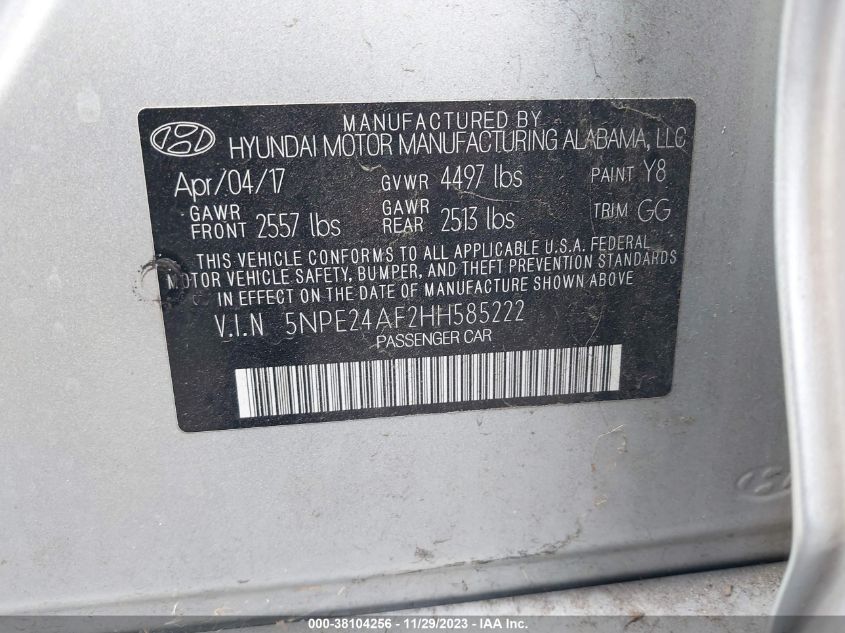 MANUFACTURED BY
HYUNDAI MOTOR MANUFACTURING ALABAMA, LLC
Apr/04/17 GVWR 4497 lbs PAINT Y8
GAWR FRONT 2557 lbs GAWR REAR 2513 lbs TRIM GG
THIS VEHICLE CONFORMS TO ALL APPLICABLE U.S.A. FEDERAL
MOTOR VEHICLE SAFETY, BUMPER, AND THEFT PREVENTION STANDARDS
IN EFFECT ON THE DATE OF MANUFACTURE SHOWN ABOVE.
V.I.N 5NPE24AF2HH585222
PASSENGER CAR
000-38104256 - 11/29/2023 - IAA Inc.